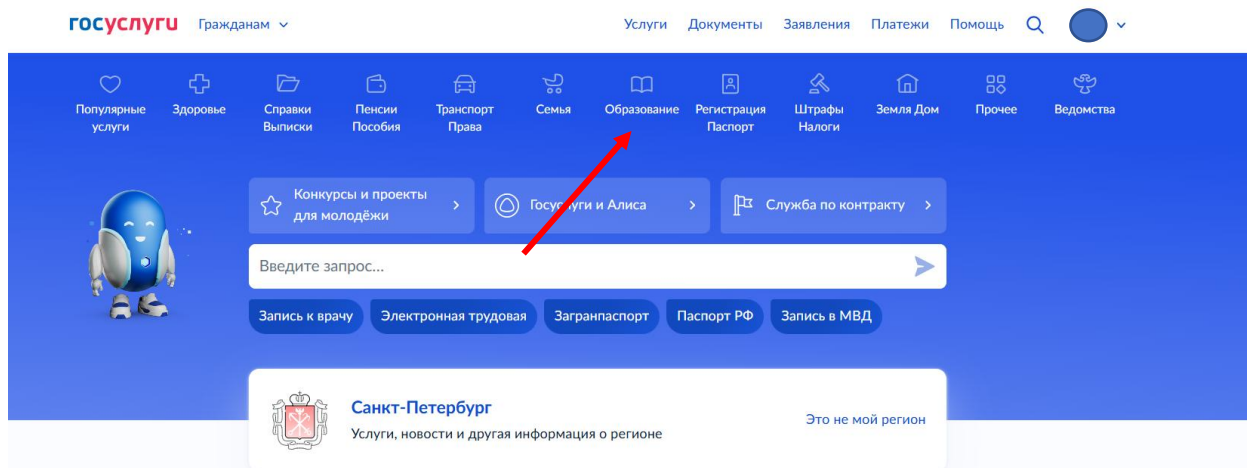 госуслуги Гражданам Услуги Документы Заявления Платежи Помощь
Популярные услуги
Здоровье
Справки Выписки
Пенсии Пособия
Транспорт Права
Семья
Образование
Регистрация Паспорт
Штрафы Налоги
Земля Дом
Прочее
Ведомства
Конкурсы и проекты
для молодёжи
Госуслуги и Алиса
Служба по контракту
Введите запрос...
Запись к врачу Электронная трудовая Загранпаспорт Паспорт РФ Запись в МВД
Санкт-Петербург
Услуги, новости и другая информация о регионе
Это не мой регион